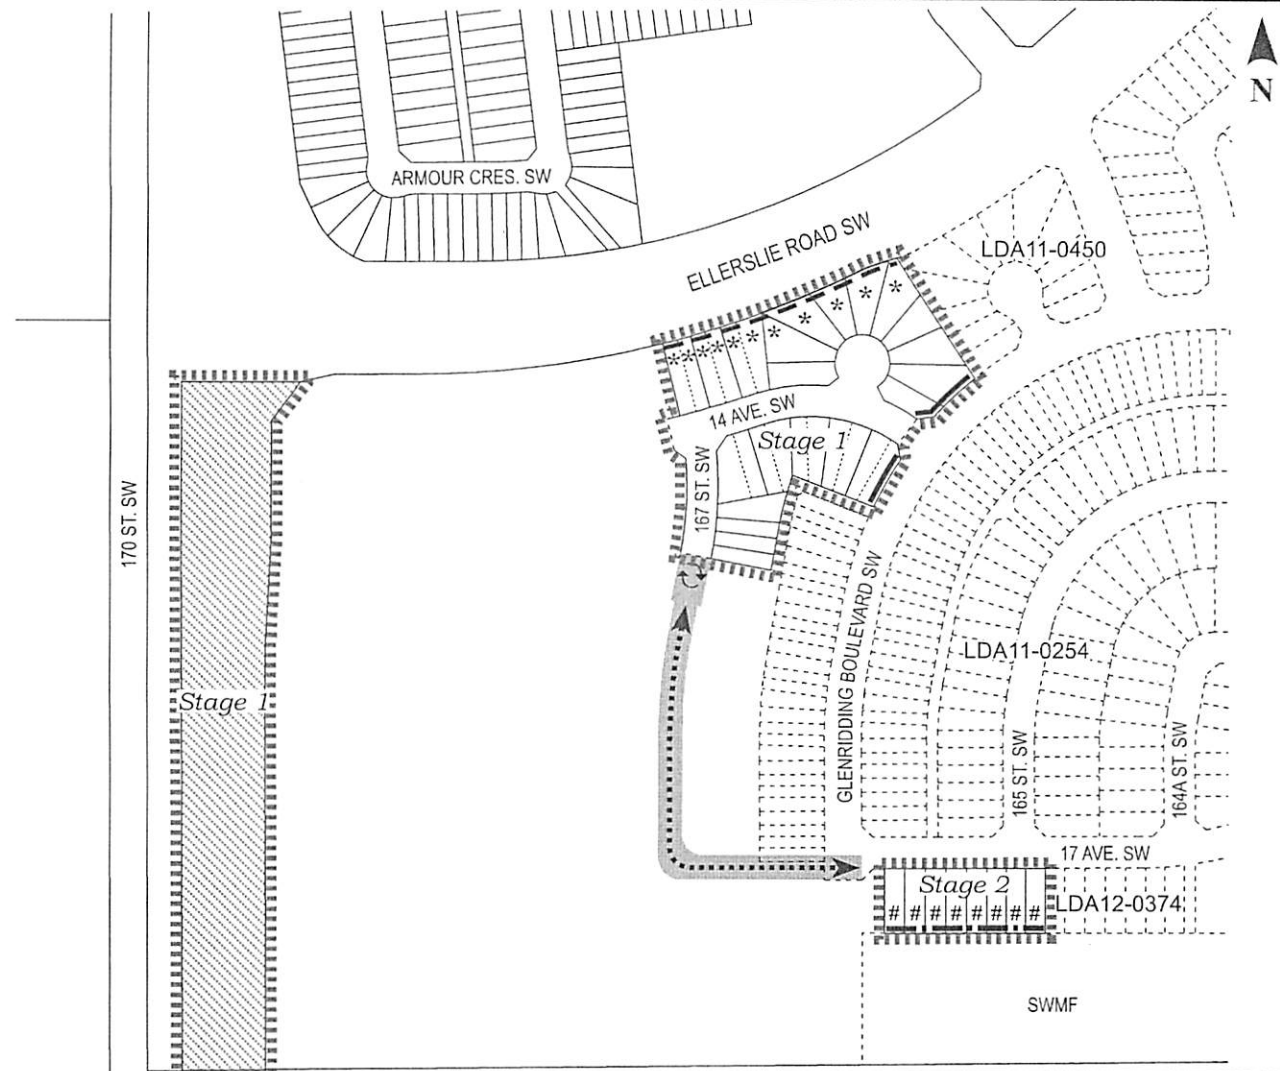 N
ARMOUR CRES. SW
ELLERSLIE ROAD SW
LDA11-0450
* * * * * * * * * *
14 AVE. SW
Stage 1
167 ST. SW
170 ST. SW
Stage 1
GLENRIDDING BOULEVARD SW
LDA11-0254
165 ST. SW
164A ST. SW
17 AVE. SW
Stage 2
LDA12-0374
# # # # # # # #
SWMF